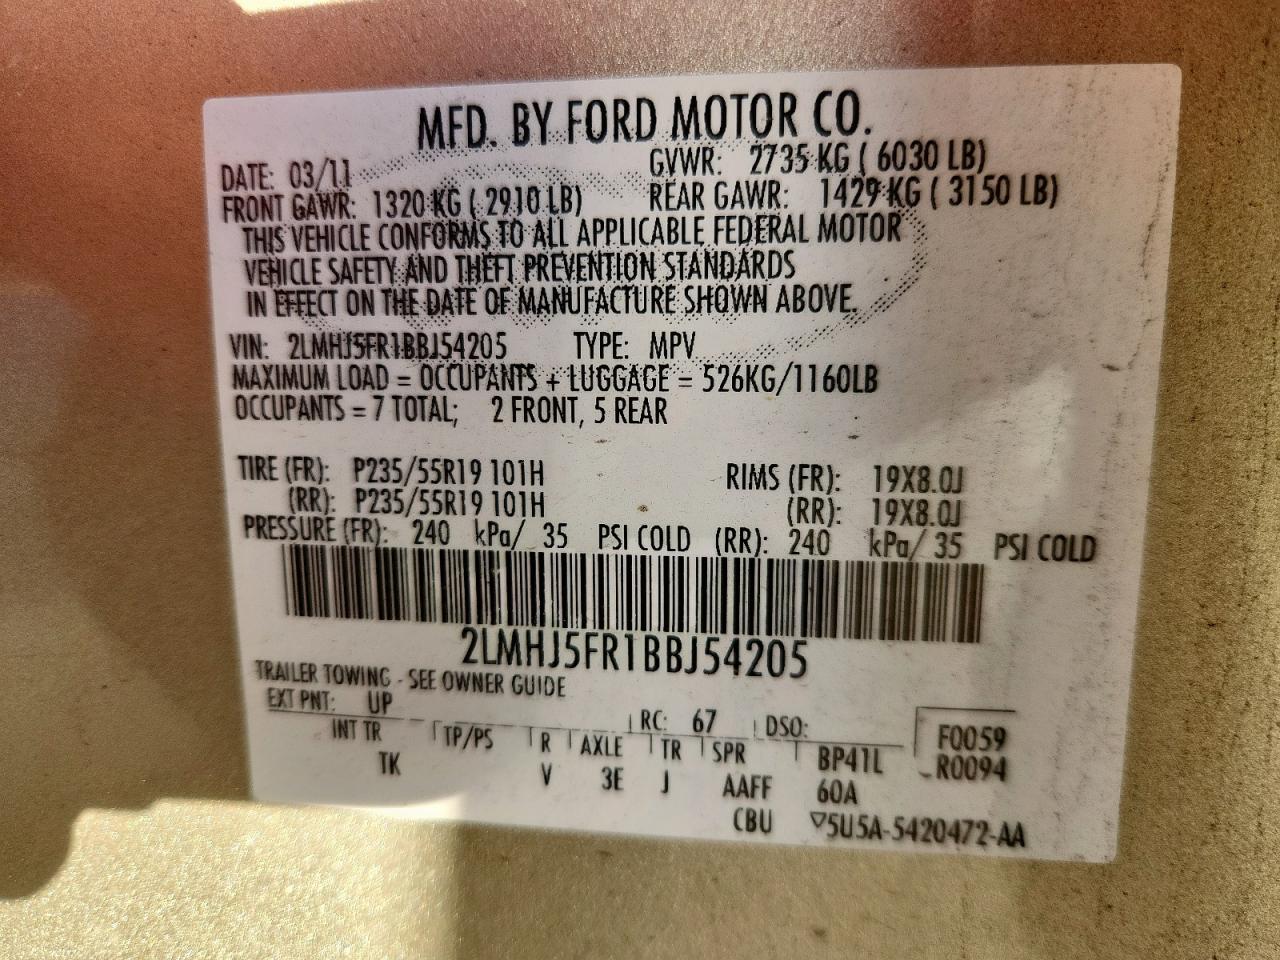 MFD. BY FORD MOTOR CO.
DATE: 03/11 GVWR: 2735 KG ( 6030 LB)
FRONT GAWR: 1320 KG ( 2910 LB) REAR GAWR: 1429 KG ( 3150 LB)
THIS VEHICLE CONFORMS TO ALL APPLICABLE FEDERAL MOTOR
VEHICLE SAFETY AND THEFT PREVENTION STANDARDS
IN EFFECT ON THE DATE OF MANUFACTURE SHOWN ABOVE.
VIN: 2LMHJ5FR1BBJ54205 TYPE: MPV
MAXIMUM LOAD = OCCUPANTS + LUGGAGE = 526KG/1160LB
OCCUPANTS = 7 TOTAL; 2 FRONT, 5 REAR
TIRE (FR): P235/55R19 101H RIMS (FR): 19X8.0J
(RR): P235/55R19 101H (RR): 19X8.0J
PRESSURE (FR): 240 kPa/ 35 PSI COLD (RR): 240 kPa/ 35 PSI COLD
2LMHJ5FR1BBJ54205
TRAILER TOWING - SEE OWNER GUIDE
EXT PNT: UP RC: 67 DSO: F0059
INT TR TP/PS R AXLE TR SPR BP41L R0094
TK V 3E J AAFF 60A
CBU ▽5U5A-5420472-AA